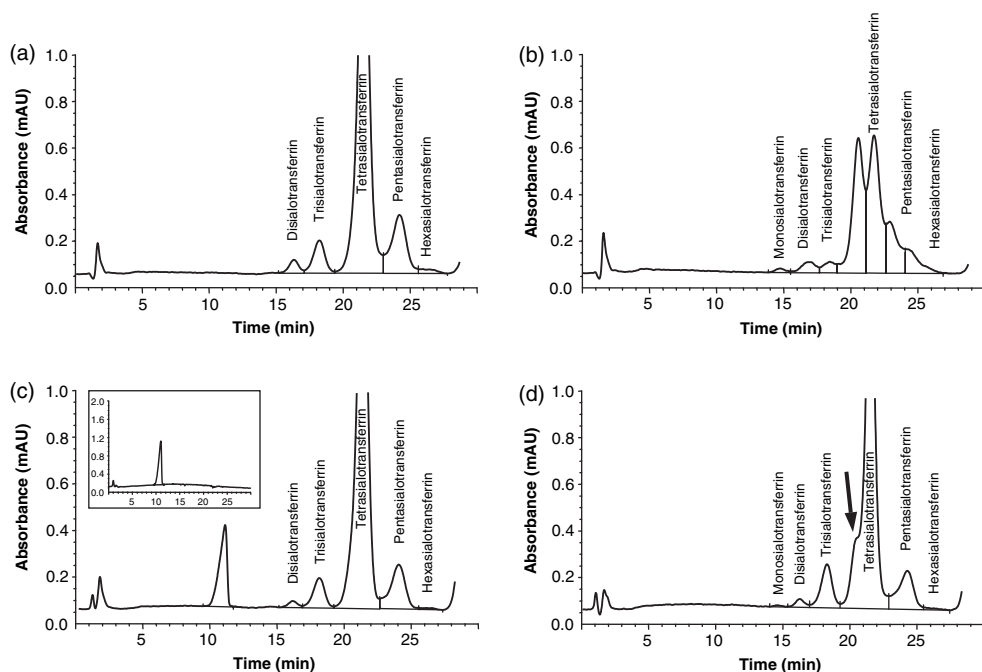 (a)
1.0
0.8
0.6
0.4
0.2
0.0
Absorbance (mAU)
5
10
15
20
25
Time (min)
Disialotransferrin
Trisialotransferrin
Tetrasialotransferrin
Pentasialotransferrin
Hexasialotransferrin
(b)
1.0
0.8
0.6
0.4
0.2
0.0
Absorbance (mAU)
5
10
15
20
25
Time (min)
Monosialotransferrin
Disialotransferrin
Trisialotransferrin
Tetrasialotransferrin
Pentasialotransferrin
Hexasialotransferrin
(c)
1.0
0.8
0.6
0.4
0.2
0.0
Absorbance (mAU)
2.0
1.6
1.2
0.8
0.4
0.0
5
10
15
20
25
5
10
15
20
25
Time (min)
Disialotransferrin
Trisialotransferrin
Tetrasialotransferrin
Pentasialotransferrin
Hexasialotransferrin
(d)
1.0
0.8
0.6
0.4
0.2
0.0
Absorbance (mAU)
5
10
15
20
25
Time (min)
Monosialotransferrin
Disialotransferrin
Trisialotransferrin
Tetrasialotransferrin
Pentasialotransferrin
Hexasialotransferrin